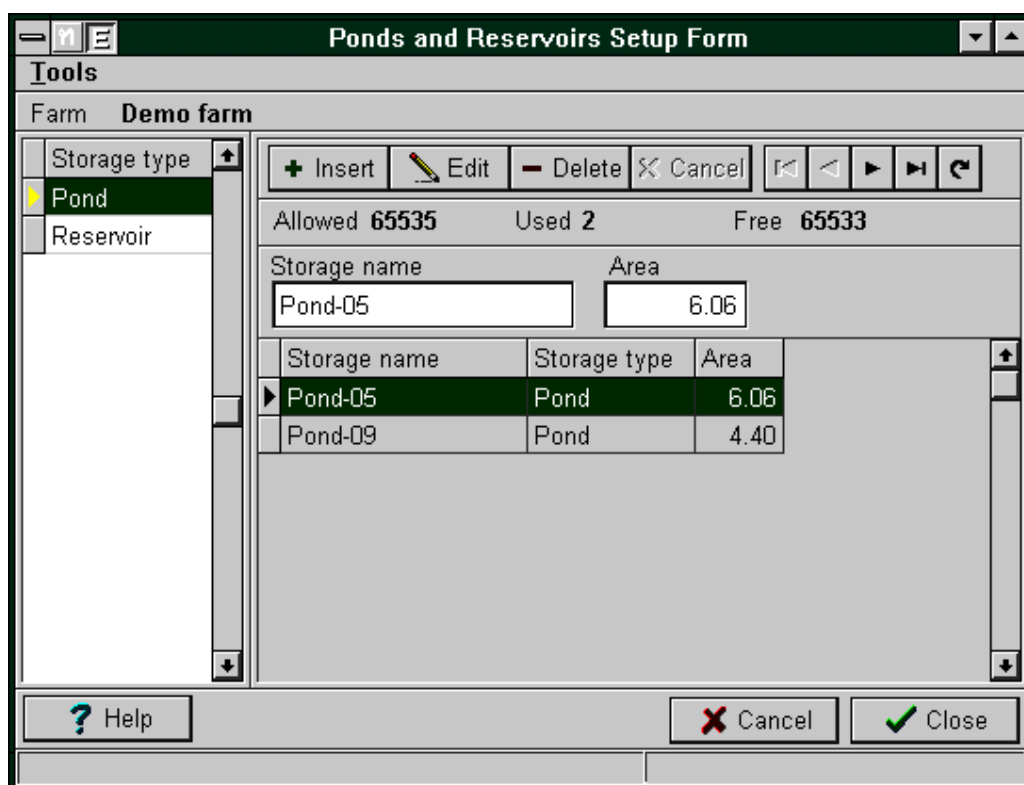 Ponds and Reservoirs Setup Form
Tools
Farm Demo farm
Storage type
Pond
Reservoir
Insert Edit Delete Cancel
Allowed 65535 Used 2 Free 65533
Storage name Area
Pond-05 6.06
Storage name Storage type Area
Pond-05 Pond 6.06
Pond-09 Pond 4.40
? Help Cancel Close